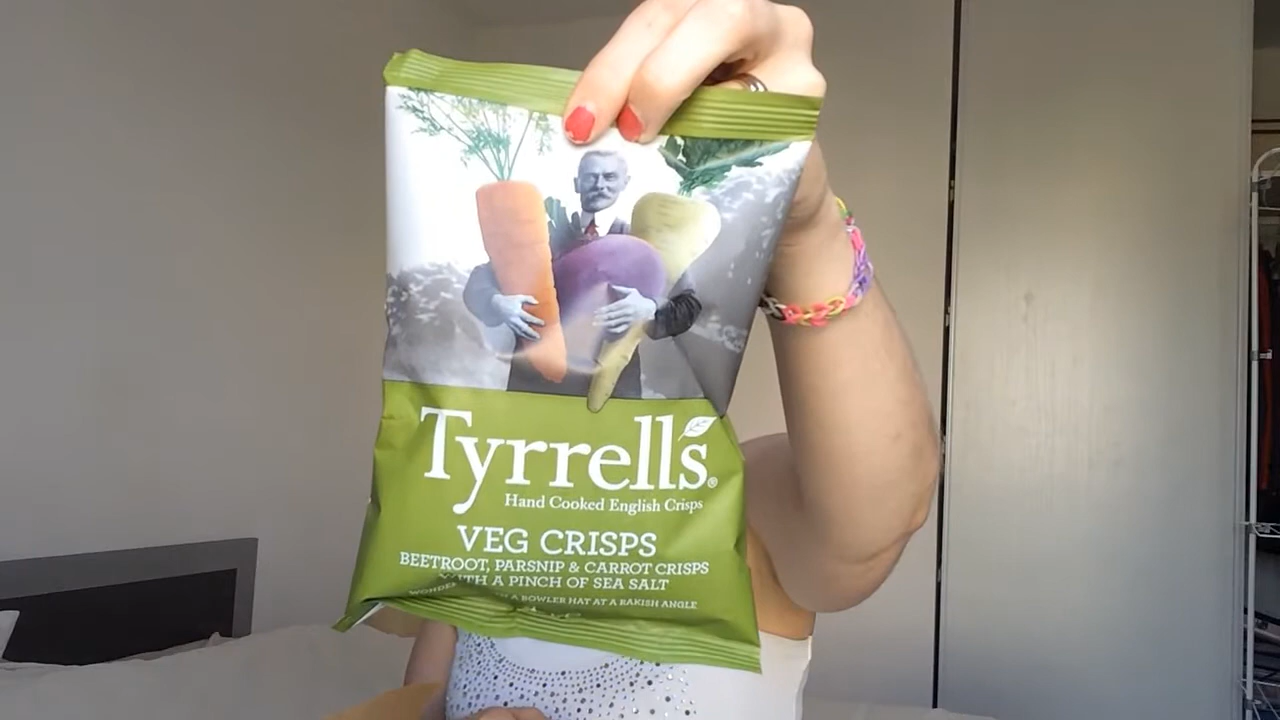 Tyrrell's®
Hand Cooked English Crisps
VEG CRISPS
BEETROOT, PARSNIP & CARROT CRISPS
WITH A PINCH OF SEA SALT
A BOWLER HAT AT A RAKISH ANGLE